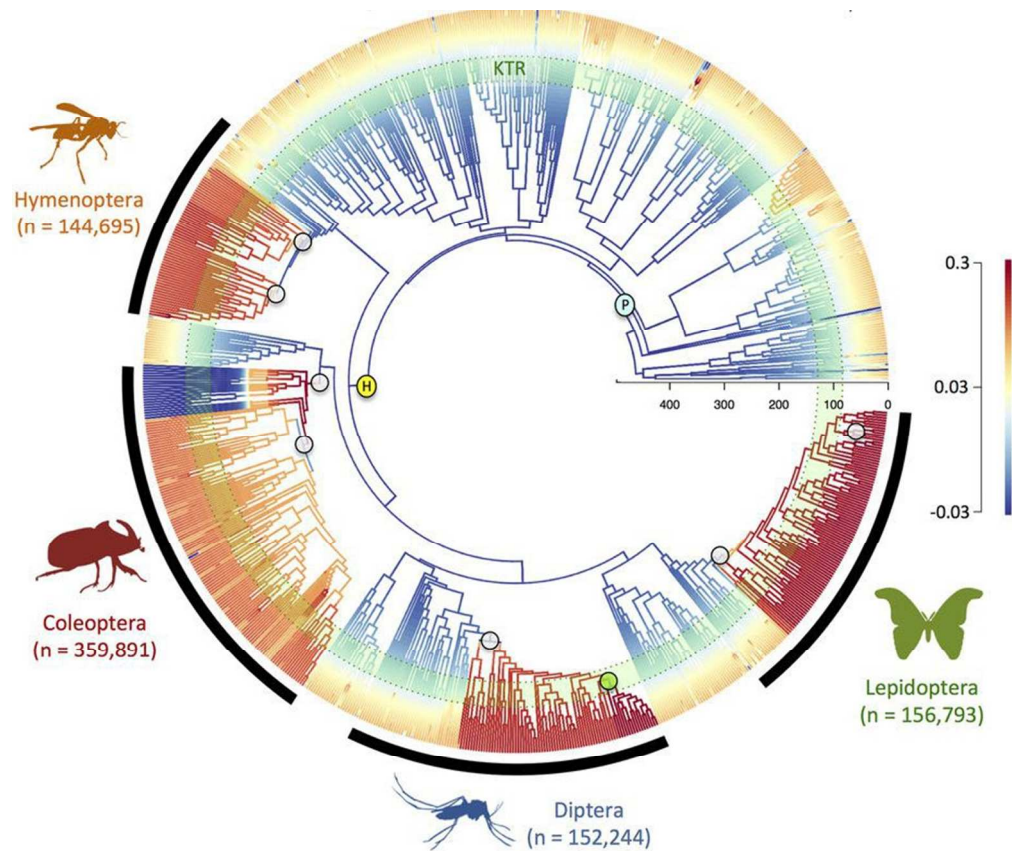 KTR
Hymenoptera
(n = 144,695)
P
H
0.3
0.03
-0.03
400 300 200 100 0
Coleoptera
(n = 359,891)
Lepidoptera
(n = 156,793)
Diptera
(n = 152,244)